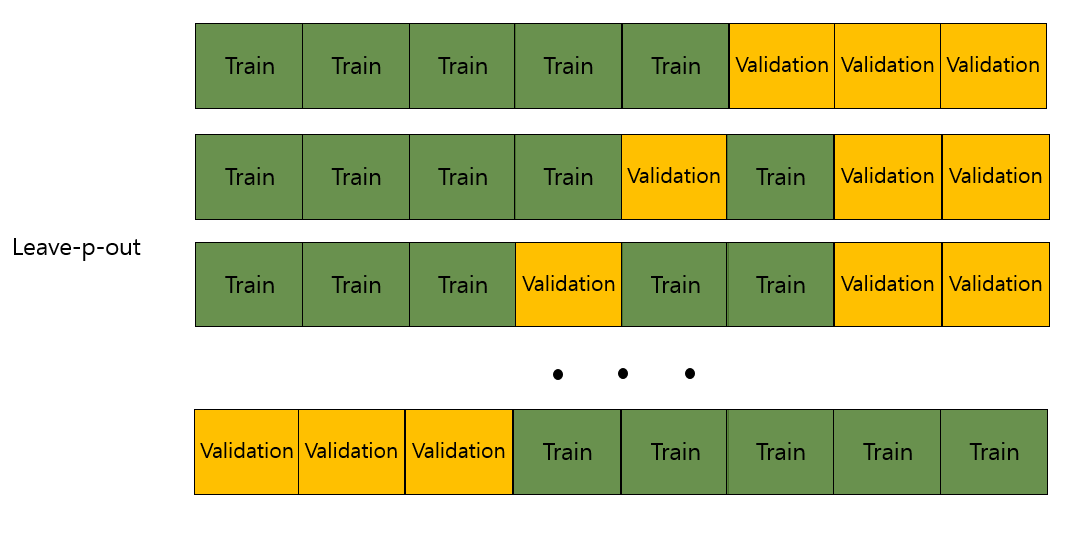 Train Train Train Train Train Validation Validation Validation
Train Train Train Train Validation Train Validation Validation
Leave-p-out
Train Train Train Validation Train Train Validation Validation
Validation Validation Validation Train Train Train Train Train